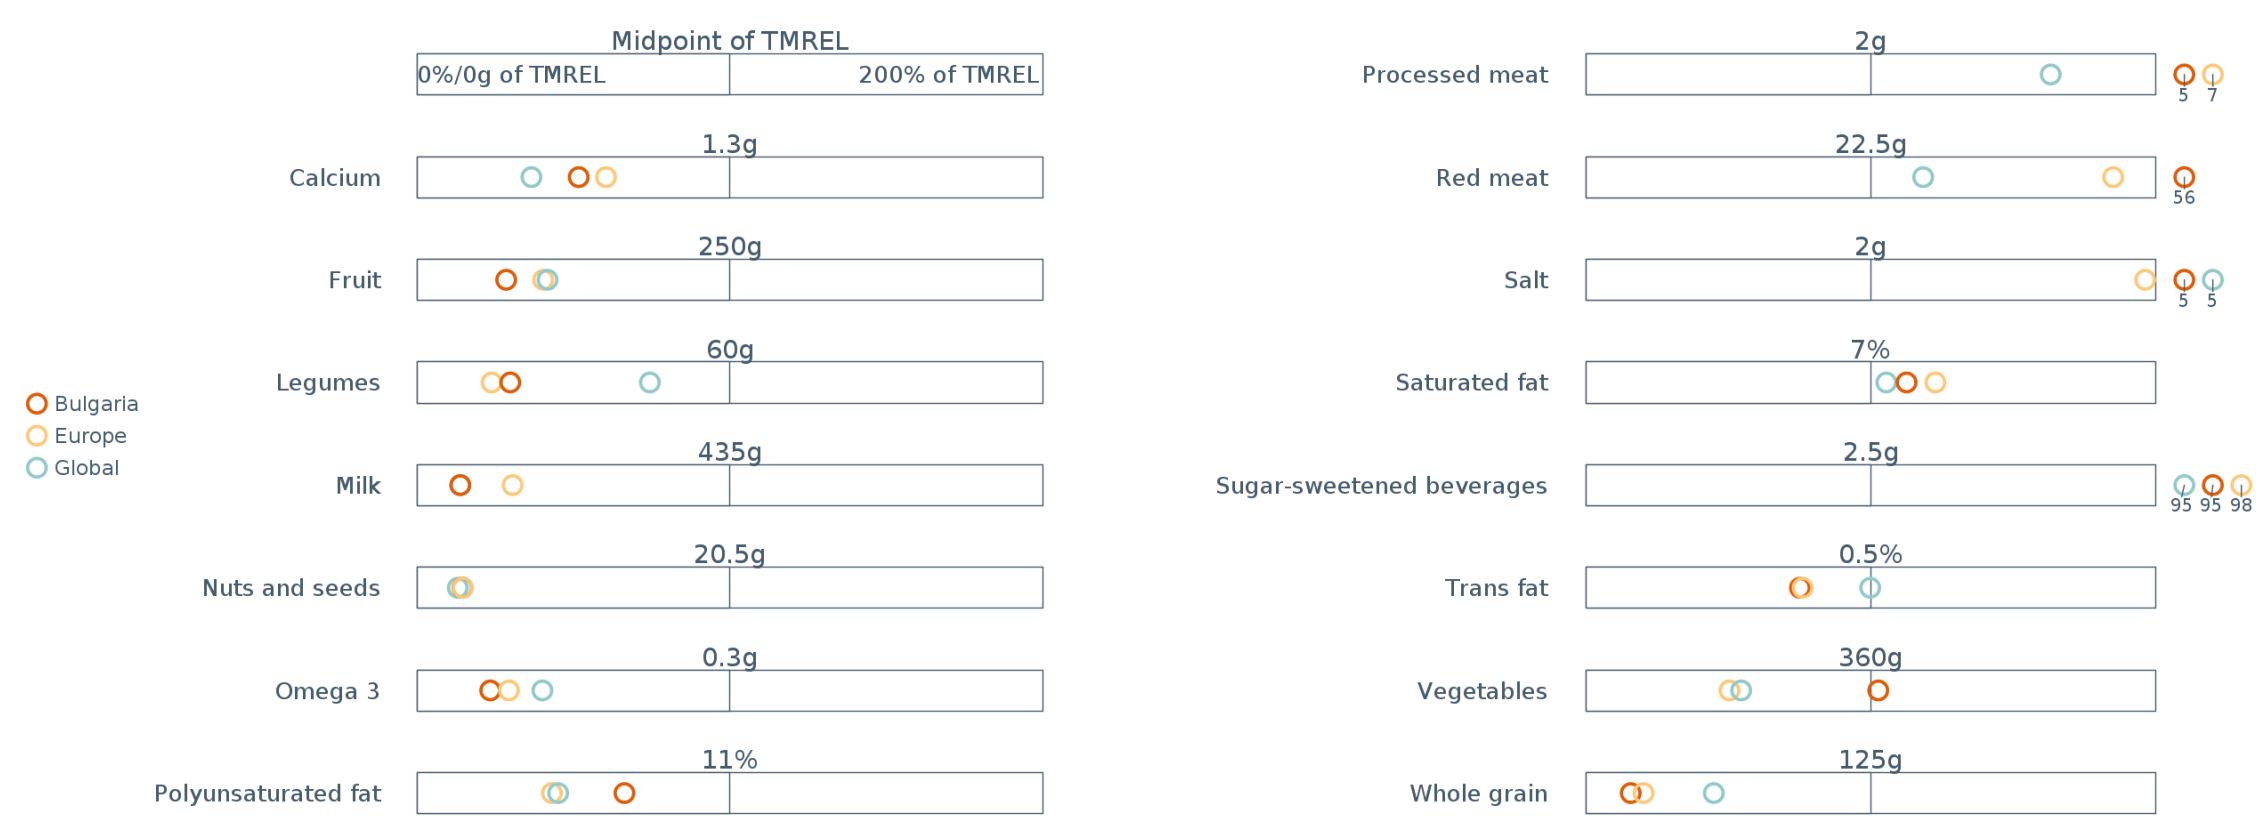 Midpoint of TMREL
0%/0g of TMREL
200% of TMREL
1.3g
Calcium
250g
Fruit
60g
Legumes
435g
Milk
20.5g
Nuts and seeds
0.3g
Omega 3
11%
Polyunsaturated fat
Bulgaria
Europe
Global
2g
Processed meat
5 7
22.5g
Red meat
56
2g
Salt
5 5
7%
Saturated fat
2.5g
Sugar-sweetened beverages
95 95 98
0.5%
Trans fat
360g
Vegetables
125g
Whole grain